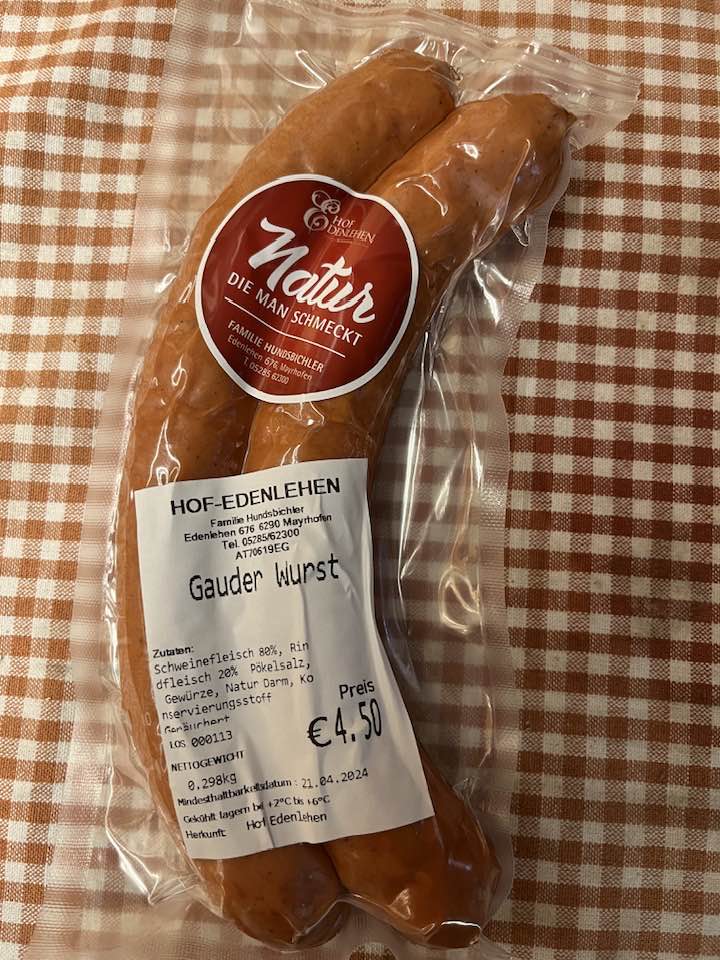 HOF
EDENLEHEN
Natur
DIE MAN SCHMECKT
FAMILIE HUNDSBICHLER
Edenlehen 676, Mayrhofen
T. 05285 62300
HOF-EDENLEHEN
Familie Hundsbichler
Edenlehen 676 6290 Mayrhofen
Tel. 05285/62300
AT70619EG
Gauder Wurst
Zutaten:
Schweinefleisch 80%, Rin
dfleisch 20% Pökelsalz,
Gewürze, Natur Darm, Ko
nservierungsstoff
Geräuchert
LOS 000113
Preis
€4.50
NETTOGEWICHT
0.298kg
Mindesthaltbarkeitsdatum : 21.04.2024
Gekühlt lagern bei +2°C bis +6°C
Herkunft: Hof Edenlehen